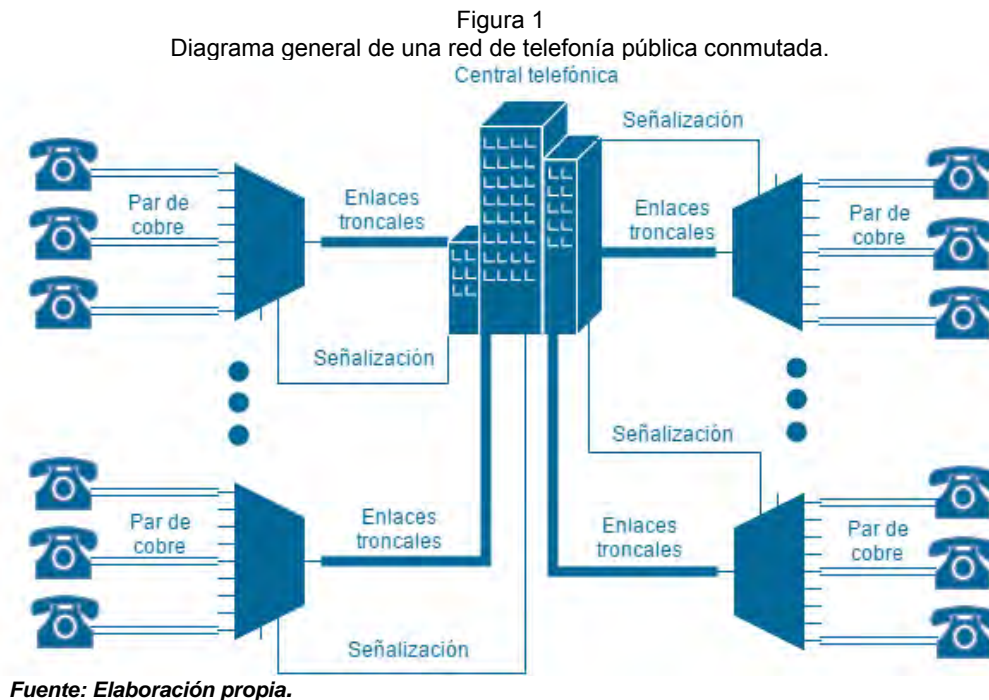 Figura 1
Diagrama general de una red de telefonía pública conmutada.
Central telefónica
Señalización
Par de
cobre
Enlaces
troncales
Enlaces
troncales
Par de
cobre
Señalización
Señalización
Par de
cobre
Enlaces
troncales
Enlaces
troncales
Par de
cobre
Señalización
Fuente: Elaboración propia.